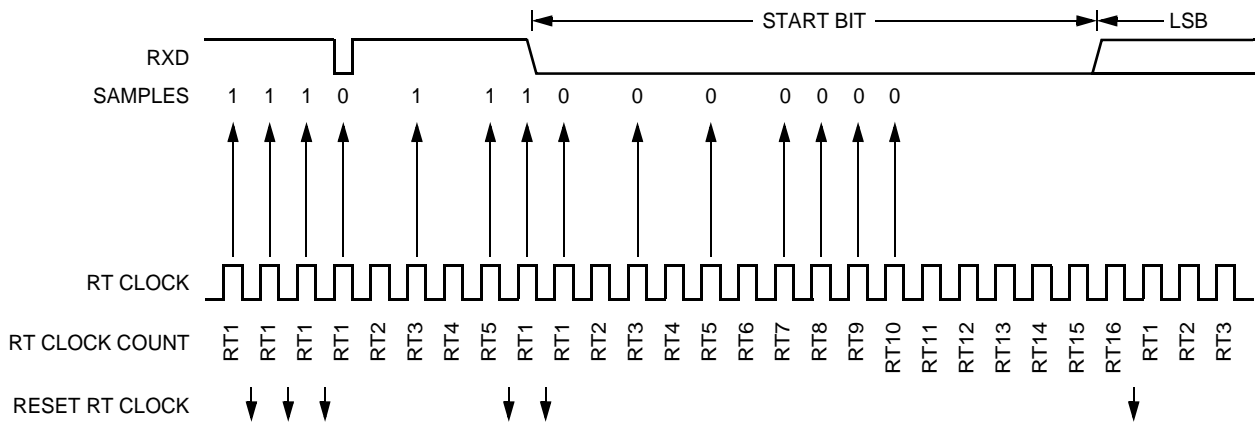 START BIT LSB
RXD
SAMPLES 1 1 1 0 1 1 1 0 0 0 0 0 0 0
RT CLOCK
RT CLOCK COUNT RT1 RT1 RT1 RT1 RT2 RT3 RT4 RT5 RT1 RT1 RT2 RT3 RT4 RT5 RT6 RT7 RT8 RT9 RT10 RT11 RT12 RT13 RT14 RT15 RT16 RT1 RT2 RT3
RESET RT CLOCK